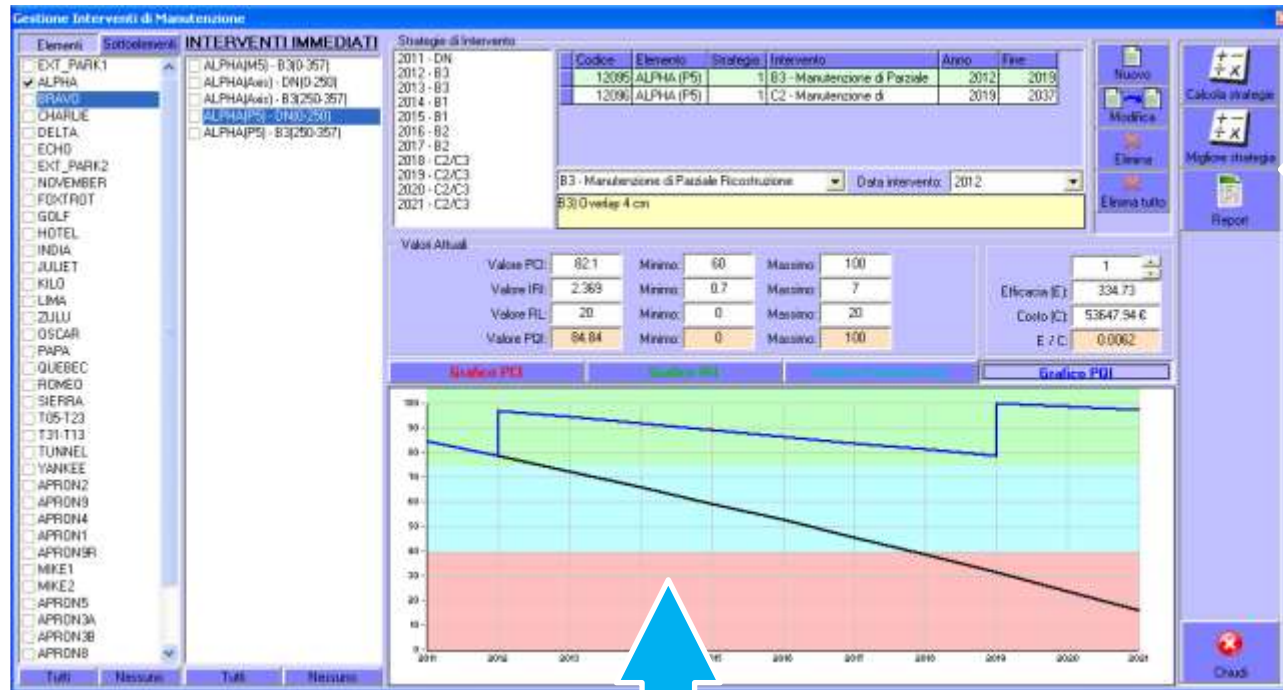 Gestione Interventi di Manutenzione
Elementi Sottoelementi
EXT_PARK1
ALPHA
BRAVO
CHARLIE
DELTA
ECHO
EXT_PARK2
NOVEMBER
FOXTROT
GOLF
HOTEL
INDIA
JULIET
KILO
LIMA
ZULU
OSCAR
PAPA
QUEBEC
ROMEO
SIERRA
T05-T23
T31-T13
TUNNEL
YANKEE
APRON2
APRON9
APRON4
APRON1
APRON9R
MIKE1
MIKE2
APRON5
APRON3A
APRON3B
APRON8
Tutti Nessuno
INTERVENTI IMMEDIATI
ALPHA(M5) - B3(0-357)
ALPHA(Axis) - DN(0-250)
ALPHA(Axis) - B3(250-357)
ALPHA(P5) - DN(0-250)
ALPHA(P5) - B3(250-357)
Tutti Nessuno
Strategie di Intervento
2011 - DN
2012 - B3
2013 - B3
2014 - B1
2015 - B1
2016 - B2
2017 - B2
2018 - C2/C3
2019 - C2/C3
2020 - C2/C3
2021 - C2/C3
Codice Elemento Strategia Intervento Anno Fine
12095 ALPHA (P5) 1 B3 - Manutenzione di Parziale 2012 2019
12096 ALPHA (P5) 1 C2 - Manutenzione di 2019 2037
B3 - Manutenzione di Parziale Ricostruzione Data intervento: 2012
B3) Overlay 4 cm
Nuovo
Modifica
Elimina
Elimina tutto
Calcola strategie
Migliore strategia
Report
Valori Attuali
Valore PCI: 82.1 Minimo: 60 Massimo: 100
Valore IRI: 2.369 Minimo: 0.7 Massimo: 7
Valore RL: 20 Minimo: 0 Massimo: 20
Valore PQI: 84.84 Minimo: 0 Massimo: 100
1
Efficacia (E): 334.73
Costo (C): 53647.94 €
E / C: 0.0062
Grafico PCI Grafico PQI
100
90
80
70
60
50
40
30
20
10
0
2011 2012 2013 2015 2016 2017 2018 2019 2020 2021
Chiudi